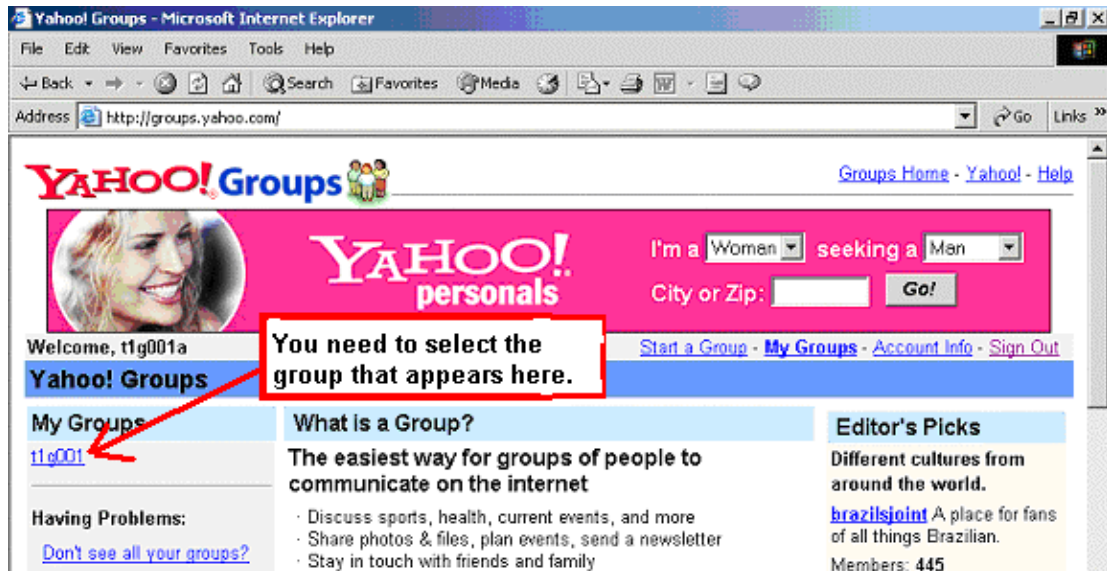 Yahoo! Groups - Microsoft Internet Explorer
File Edit View Favorites Tools Help
Back Search Favorites Media W
Address http://groups.yahoo.com/ Go Links »
YAHOO! Groups
Groups Home - Yahoo! - Help
YAHOO! personals
I'm a Woman seeking a Man
City or Zip: Go!
Welcome, t1g001a
Start a Group - My Groups - Account Info - Sign Out
You need to select the
group that appears here.
Yahoo! Groups
My Groups
t1g001
Having Problems:
Don't see all your groups?
What is a Group?
The easiest way for groups of people to
communicate on the internet
· Discuss sports, health, current events, and more
· Share photos & files, plan events, send a newsletter
· Stay in touch with friends and family
Editor's Picks
Different cultures from
around the world.
brazilsjoint A place for fans
of all things Brazilian.
Members: 445